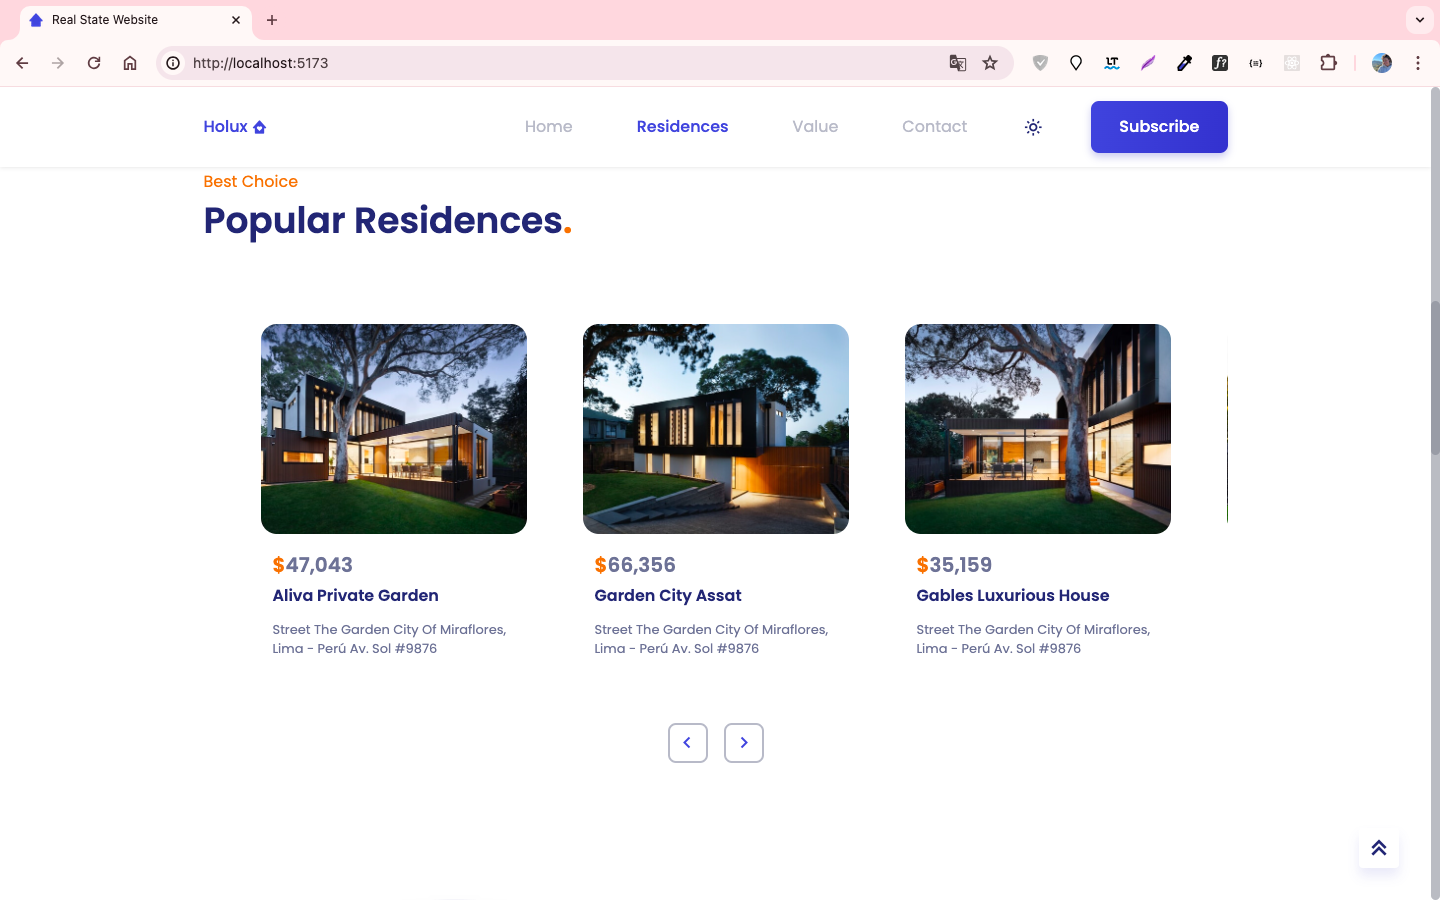 Real State Website
http://localhost:5173
Holux
Home
Residences
Value
Contact
Subscribe
Best Choice
Popular Residences.
$47,043
Aliva Private Garden
Street The Garden City Of Miraflores,
Lima - Perú Av. Sol #9876
$66,356
Garden City Assat
Street The Garden City Of Miraflores,
Lima - Perú Av. Sol #9876
$35,159
Gables Luxurious House
Street The Garden City Of Miraflores,
Lima - Perú Av. Sol #9876